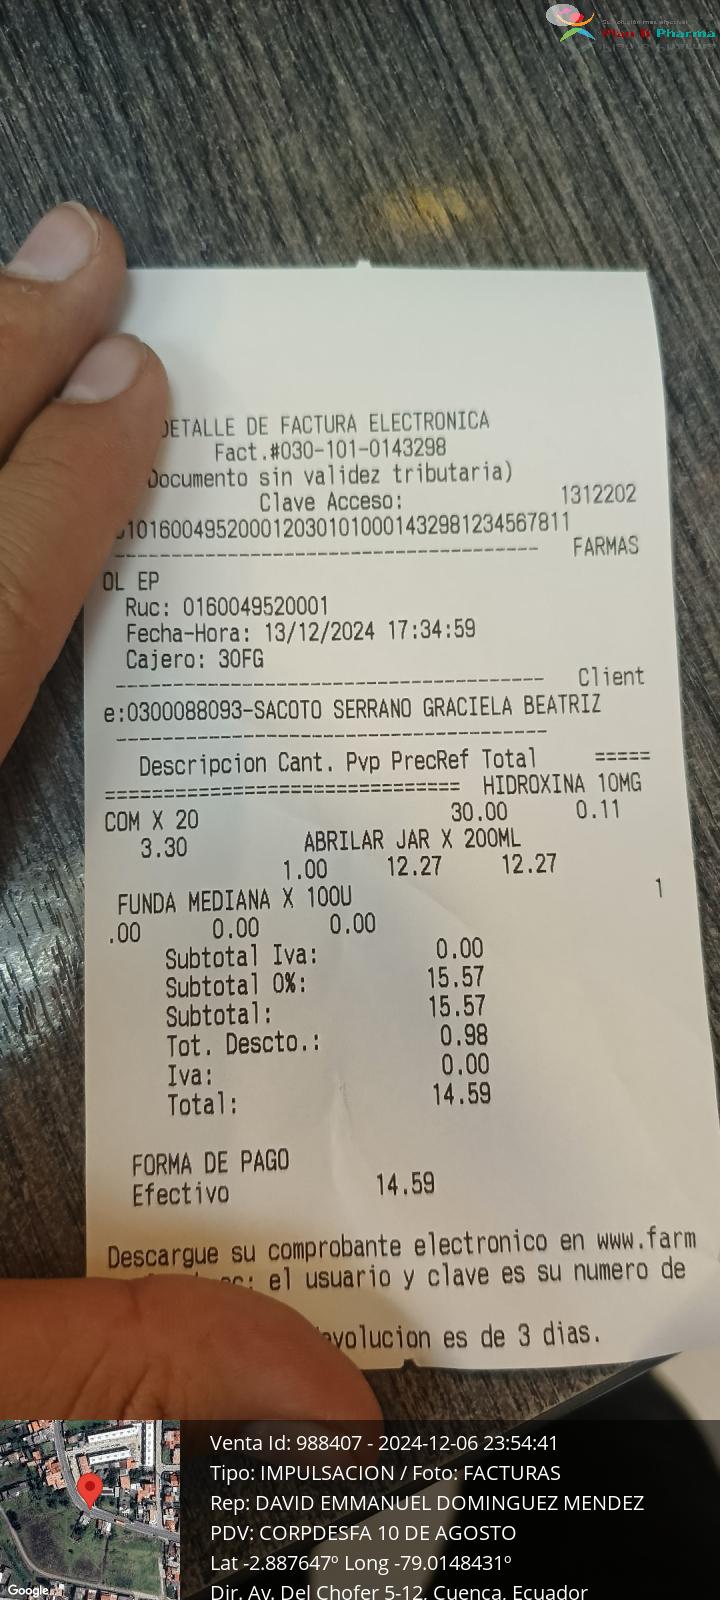 Plan B Pharma
DETALLE DE FACTURA ELECTRONICA
Fact.#030-101-0143298
Documento sin validez tributaria)
Clave Acceso: 1312202
1016004952000120301010001432981234567811
------------------------------------- FARMAS
OL EP
Ruc: 0160049520001
Fecha-Hora: 13/12/2024 17:34:59
Cajero: 30FG
------------------------------------- Client
e:0300088093-SACOTO SERRANO GRACIELA BEATRIZ
-------------------------------------
Descripcion Cant. Pvp PrecRef Total =====
================================ HIDROXINA 10MG
COM X 20 30.00 0.11
3.30 ABRILAR JAR X 200ML
1.00 12.27 12.27
FUNDA MEDIANA X 100U 1
.00 0.00 0.00
Subtotal Iva: 0.00
Subtotal 0%: 15.57
Subtotal: 15.57
Tot. Descto.: 0.98
Iva: 0.00
Total: 14.59
FORMA DE PAGO
Efectivo 14.59
Descargue su comprobante electronico en www.farm
el usuario y clave es su numero de
evolucion es de 3 dias.
Venta Id: 988407 - 2024-12-06 23:54:41
Tipo: IMPULSACION / Foto: FACTURAS
Rep: DAVID EMMANUEL DOMINGUEZ MENDEZ
PDV: CORPDESFA 10 DE AGOSTO
Lat -2.887647º Long -79.0148431º
Dir. Av. Del Chofer 5-12, Cuenca, Ecuador
Google